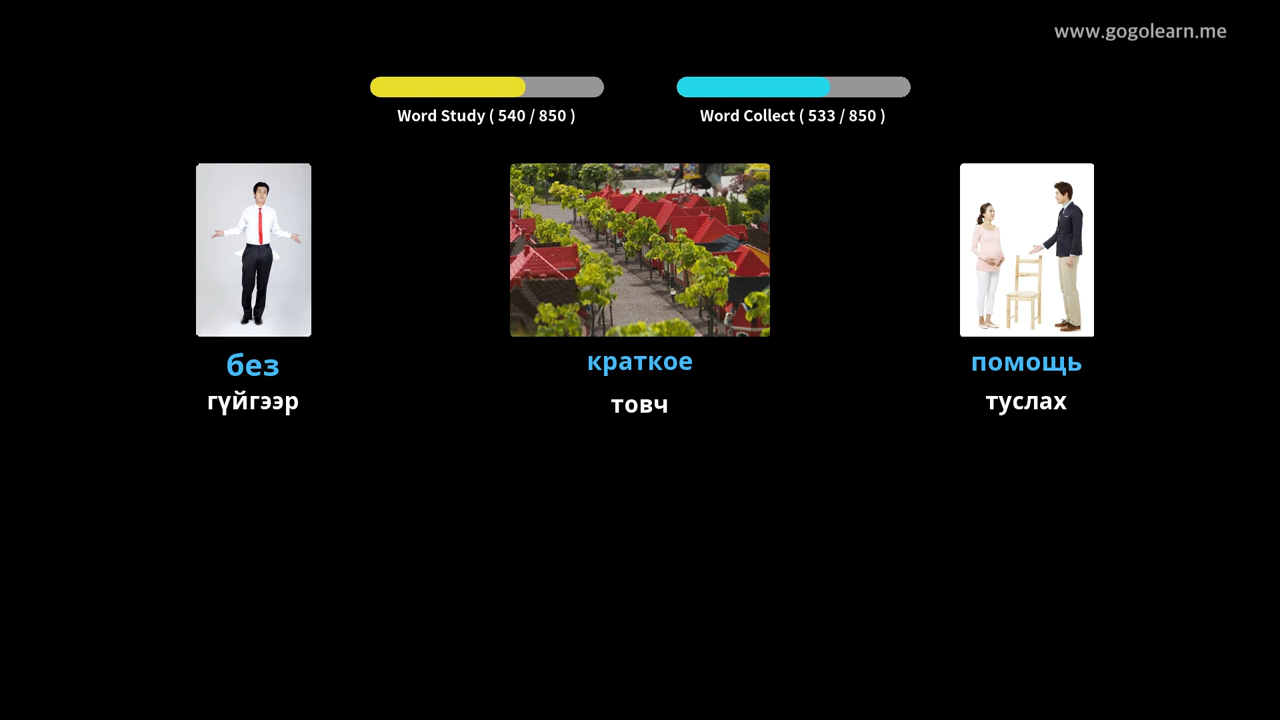 www.gogolearn.me
Word Study ( 540 / 850 )
Word Collect ( 533 / 850 )
без
гүйгээр
краткое
товч
помощь
туслах